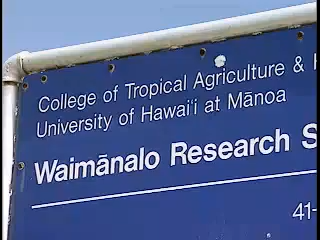 College of Tropical Agriculture &
University of Hawai‘i at Mānoa
Waimānalo Research
41-